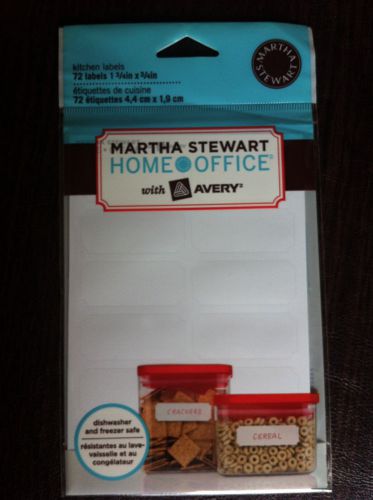 kitchen labels
72 labels 1 3/4in x 3/4in
étiquettes de cuisine
72 étiquettes 4,4 cm x 1,9 cm
MARTHA
STEWART
MARTHA STEWART
HOME OFFICE
with AVERY
CRACKERS
CEREAL
dishwasher
and freezer safe
résistantes au lave-
vaisselle et au
congélateur